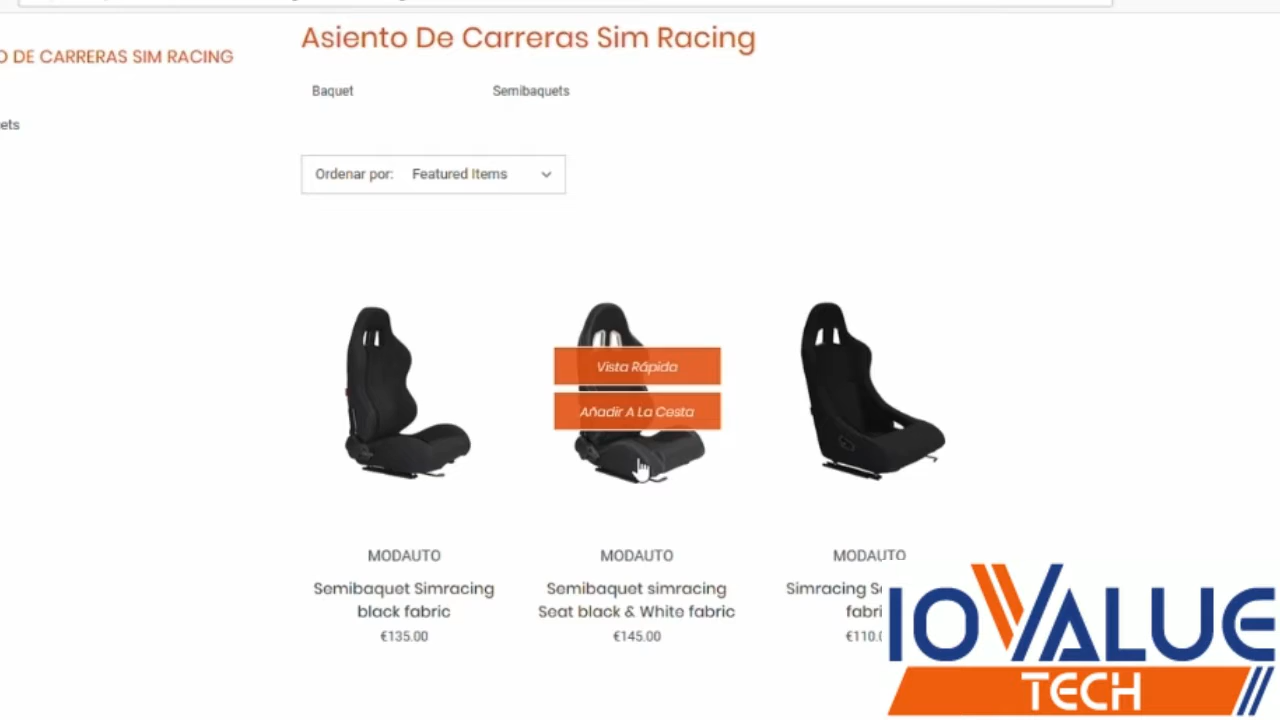 Asiento De Carreras Sim Racing
O DE CARRERAS SIM RACING
Baquet
Semibaquets
ets
Ordenar por: Featured Items
Vista Rápida
Añadir A La Cesta
MODAUTO
Semibaquet Simracing
black fabric
€135.00
MODAUTO
Semibaquet simracing
Seat black & White fabric
€145.00
MODAUTO
Simracing
€110.
IOVALUE
TECH